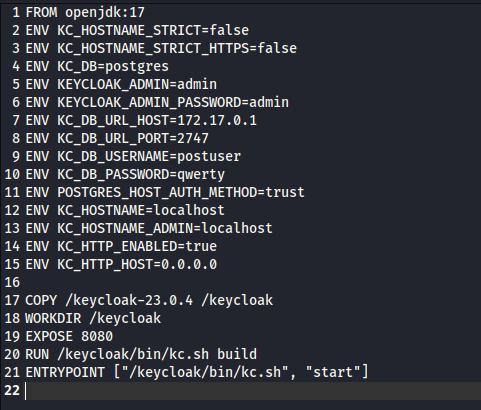 1 FROM openjdk:17
2 ENV KC_HOSTNAME_STRICT=false
3 ENV KC_HOSTNAME_STRICT_HTTPS=false
4 ENV KC_DB=postgres
5 ENV KEYCLOAK_ADMIN=admin
6 ENV KEYCLOAK_ADMIN_PASSWORD=admin
7 ENV KC_DB_URL_HOST=172.17.0.1
8 ENV KC_DB_URL_PORT=2747
9 ENV KC_DB_USERNAME=postuser
10 ENV KC_DB_PASSWORD=qwerty
11 ENV POSTGRES_HOST_AUTH_METHOD=trust
12 ENV KC_HOSTNAME=localhost
13 ENV KC_HOSTNAME_ADMIN=localhost
14 ENV KC_HTTP_ENABLED=true
15 ENV KC_HTTP_HOST=0.0.0.0
16
17 COPY /keycloak-23.0.4 /keycloak
18 WORKDIR /keycloak
19 EXPOSE 8080
20 RUN /keycloak/bin/kc.sh build
21 ENTRYPOINT ["/keycloak/bin/kc.sh", "start"]
22